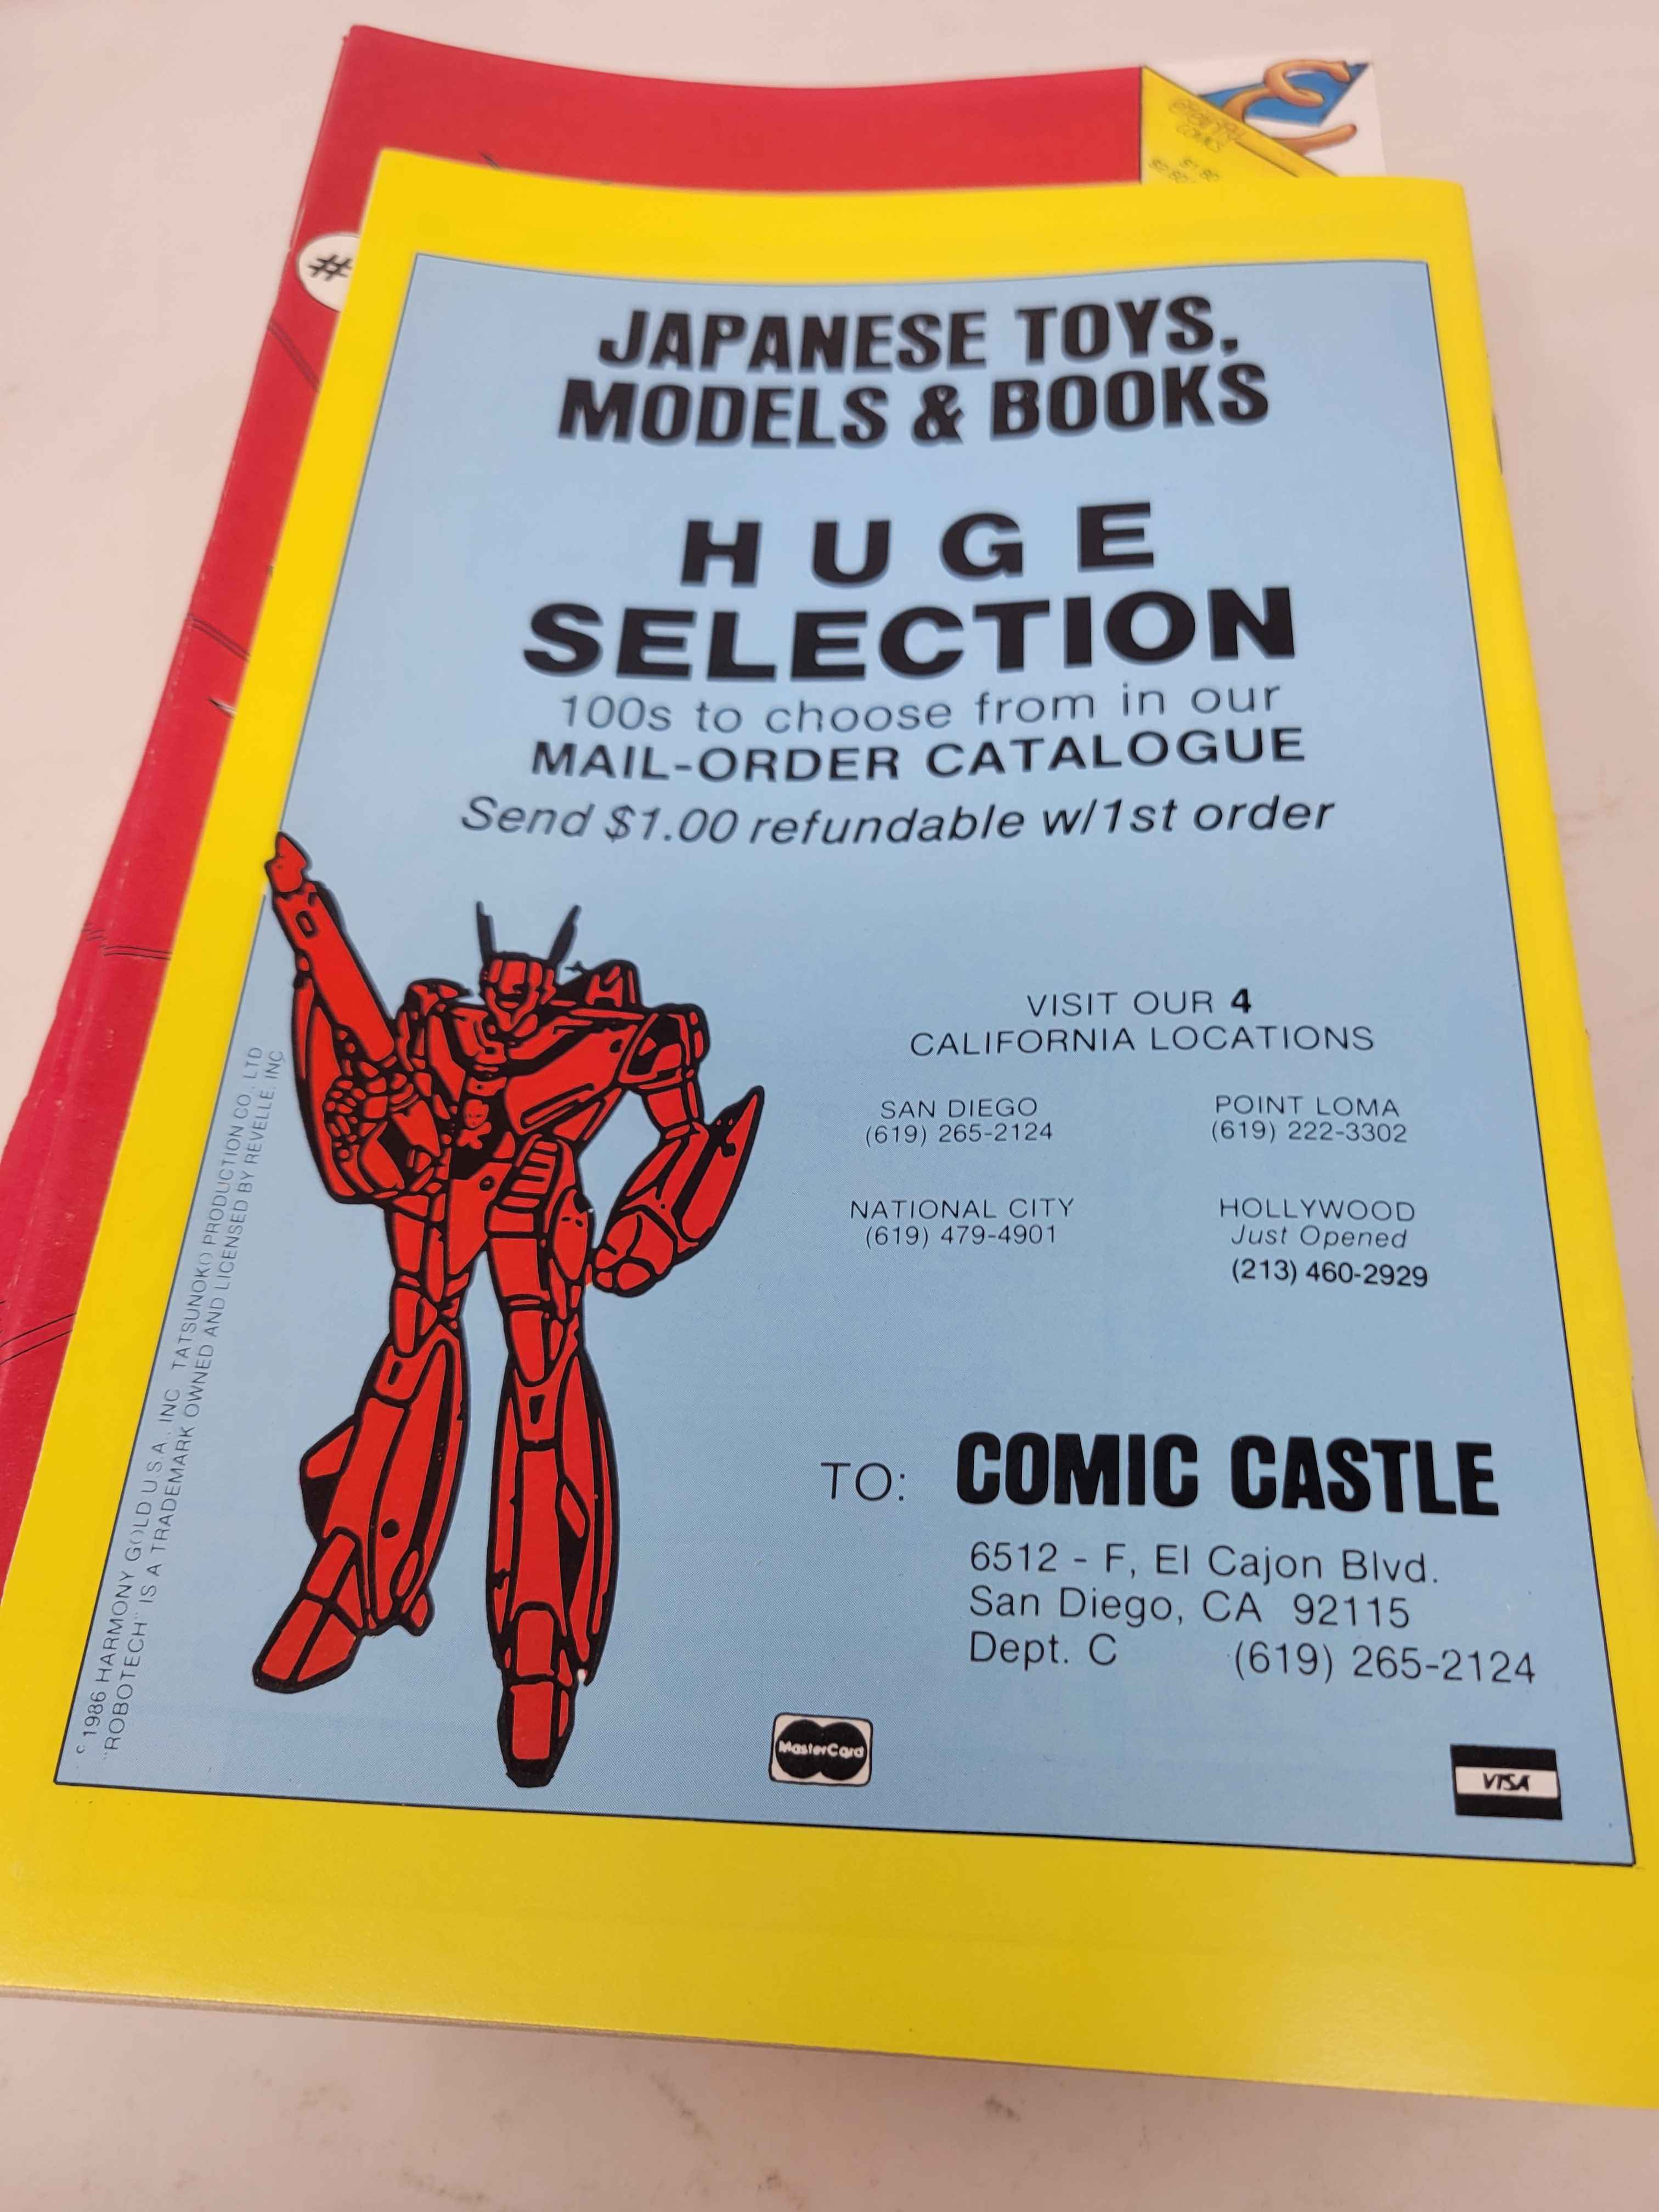 #
JAPANESE TOYS,
MODELS & BOOKS
HUGE
SELECTION
100s to choose from in our
MAIL-ORDER CATALOGUE
Send $1.00 refundable w/1st order
VISIT OUR 4
CALIFORNIA LOCATIONS
SAN DIEGO
(619) 265-2124
POINT LOMA
(619) 222-3302
NATIONAL CITY
(619) 479-4901
HOLLYWOOD
Just Opened
(213) 460-2929
TO: COMIC CASTLE
6512 - F, El Cajon Blvd.
San Diego, CA 92115
Dept. C (619) 265-2124
MasterCard
VISA
©1986 HARMONY GOLD U.S.A., INC TATSUNOKO PRODUCTION CO., LTD
"ROBOTECH" IS A TRADEMARK OWNED AND LICENSED BY REVELLE, INC